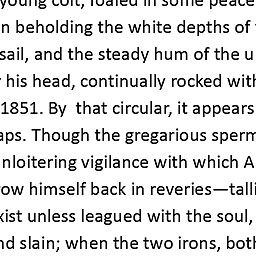 young colt, foaled in some peace
n beholding the white depths of
sail, and the steady hum of the u
his head, continually rocked wit
1851. By that circular, it appears
aps. Though the gregarious sperm
nloitering vigilance with which A
ow himself back in reveries—talli
xist unless leagued with the soul,
nd slain; when the two irons, bot